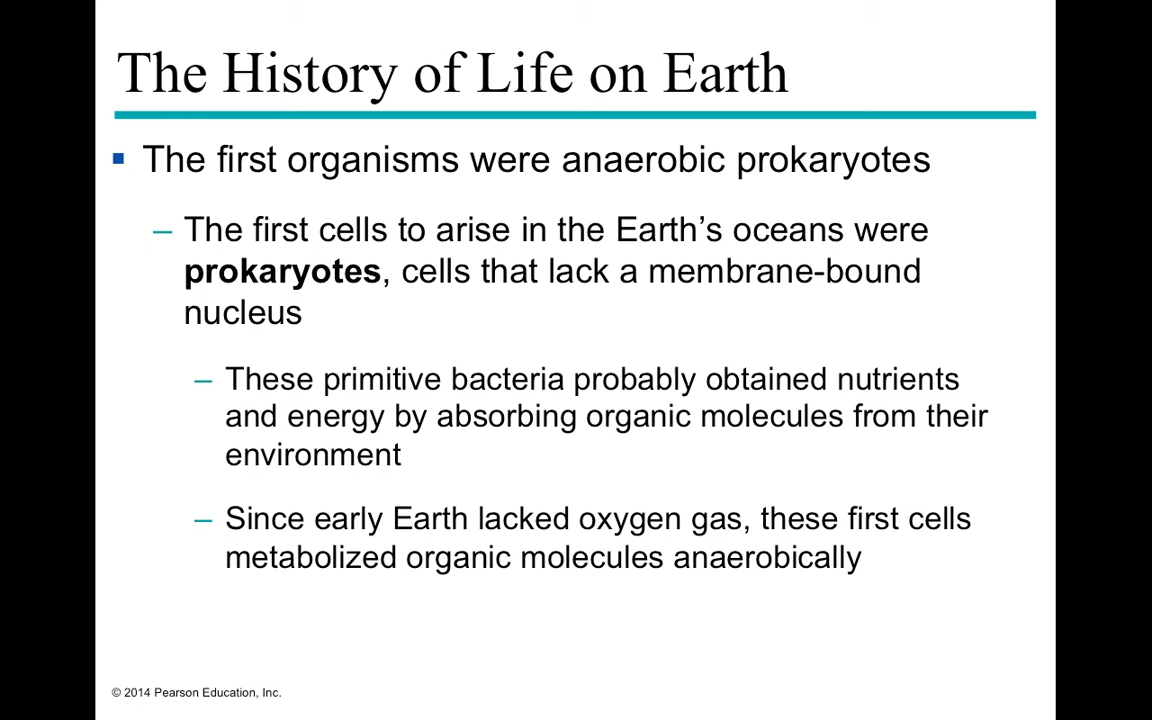 The History of Life on Earth
▪ The first organisms were anaerobic prokaryotes
– The first cells to arise in the Earth’s oceans were
prokaryotes, cells that lack a membrane-bound
nucleus
– These primitive bacteria probably obtained nutrients
and energy by absorbing organic molecules from their
environment
– Since early Earth lacked oxygen gas, these first cells
metabolized organic molecules anaerobically
© 2014 Pearson Education, Inc.